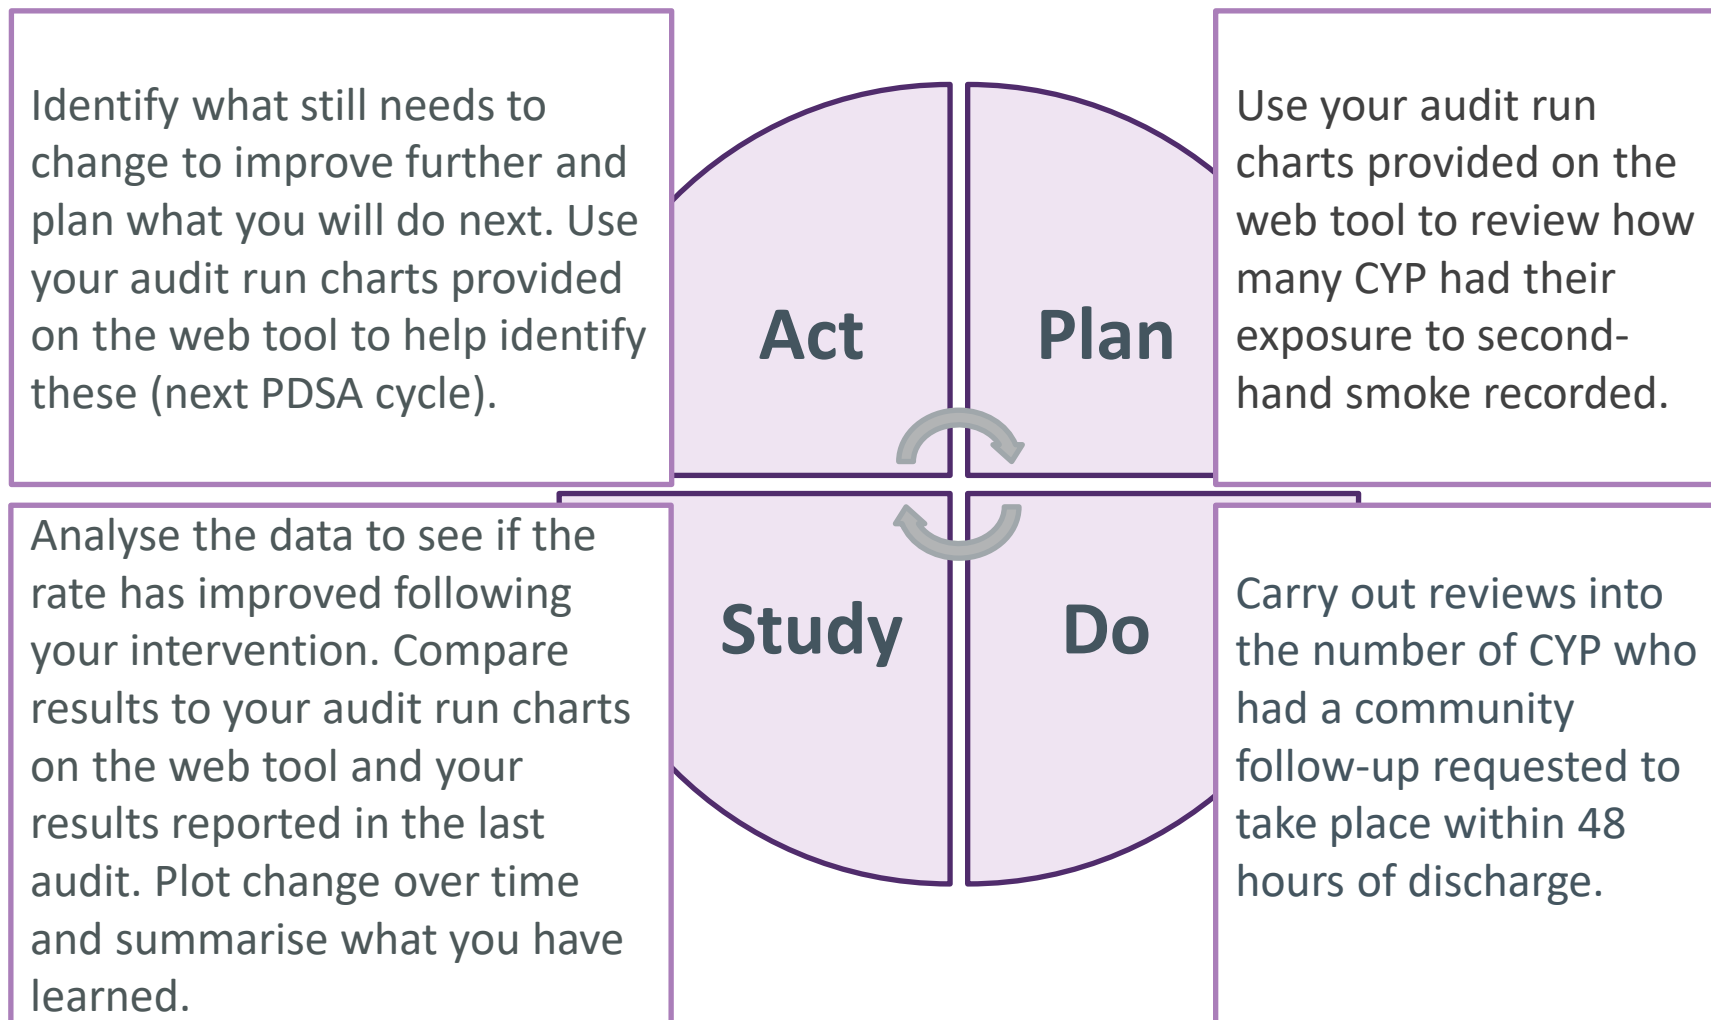 Identify what still needs to
change to improve further and
plan what you will do next. Use
your audit run charts provided
on the web tool to help identify
these (next PDSA cycle).
Act
Plan
Use your audit run
charts provided on the
web tool to review how
many CYP had their
exposure to second-
hand smoke recorded.
Analyse the data to see if the
rate has improved following
your intervention. Compare
results to your audit run charts
on the web tool and your
results reported in the last
audit. Plot change over time
and summarise what you have
learned.
Study
Do
Carry out reviews into
the number of CYP who
had a community
follow-up requested to
take place within 48
hours of discharge.